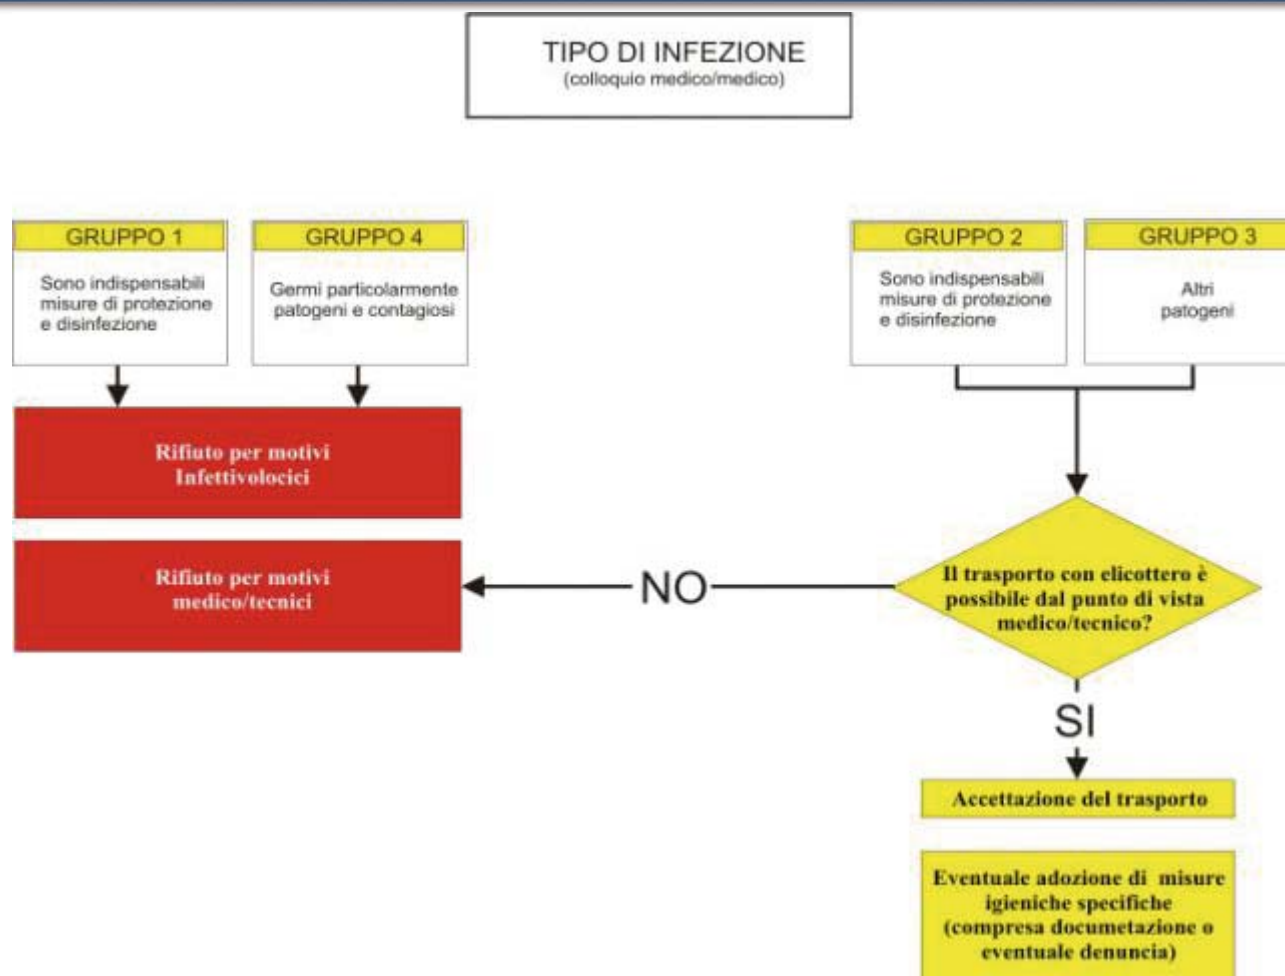 TIPO DI INFEZIONE
(colloquio medico/medico)
GRUPPO 1
Sono indispensabili
misure di protezione
e disinfezione
GRUPPO 4
Germi particolarmente
patogeni e contagiosi
GRUPPO 2
Sono indispensabili
misure di protezione
e disinfezione
GRUPPO 3
Altri
patogeni
Rifiuto per motivi
Infettivolocici
Rifiuto per motivi
medico/tecnici
NO
Il trasporto con elicottero è
possibile dal punto di vista
medico/tecnico?
SI
Accettazione del trasporto
Eventuale adozione di misure
igieniche specifiche
(compresa documetazione o
eventuale denuncia)